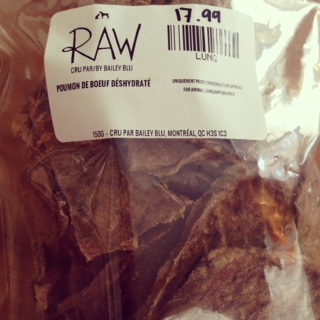 17.99
RAW
LUNG
CRU PAR/BY BAILEY BLU
POUMON DE BOEUF DÉSHYDRATÉ
UNIQUEMENT POUR CONSOMMATION ANIMALE
FOR ANIMAL CONSUMPTION ONLY
150G - CRU PAR BAILEY BLU, MONTRÉAL, QC H3S 1C3